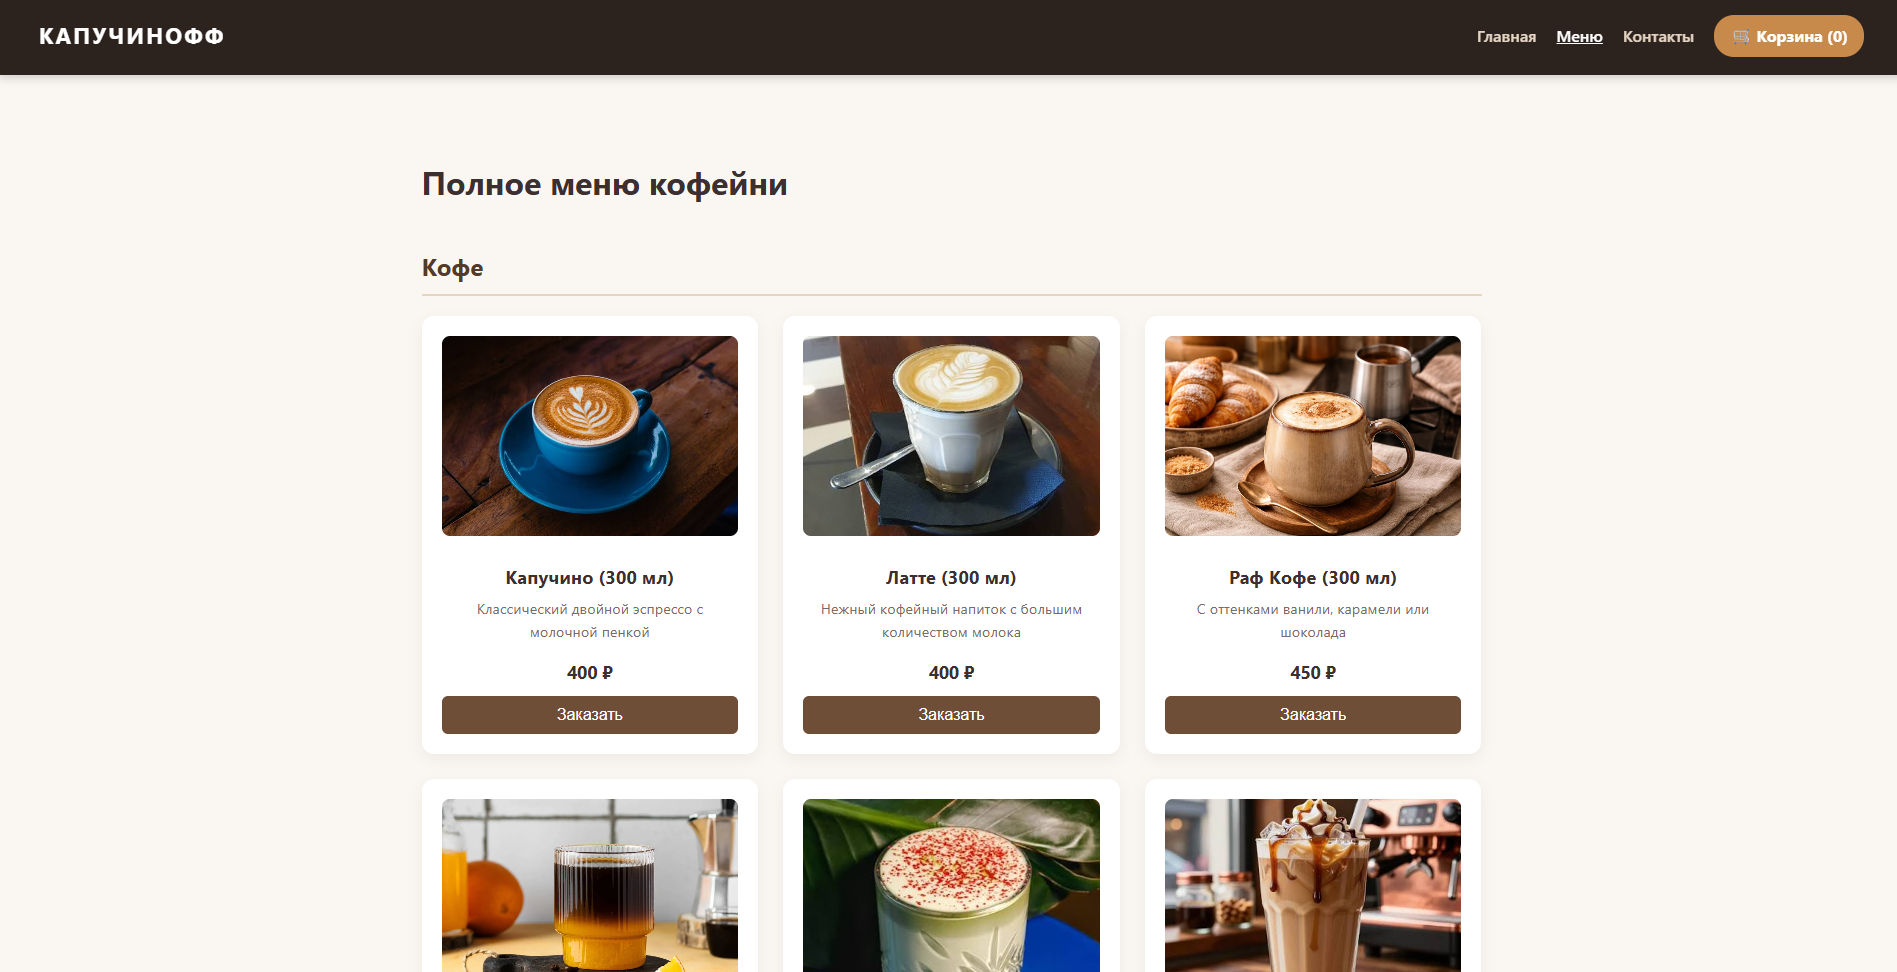 КАПУЧИНОФФ
Главная Меню Контакты Корзина (0)
Полное меню кофейни
Кофе
Капучино (300 мл)
Классический двойной эспрессо с
молочной пенкой
400 ₽
Заказать
Латте (300 мл)
Нежный кофейный напиток с большим
количеством молока
400 ₽
Заказать
Раф Кофе (300 мл)
С оттенками ванили, карамели или
шоколада
450 ₽
Заказать